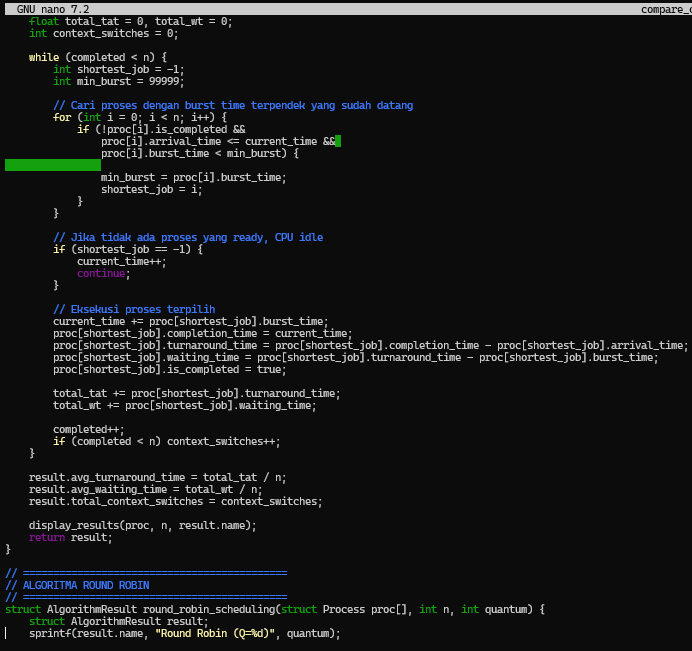 GNU nano 7.2 compare_
    float total_tat = 0, total_wt = 0;
    int context_switches = 0;

    while (completed < n) {
        int shortest_job = -1;
        int min_burst = 99999;

        // Cari proses dengan burst time terpendek yang sudah datang
        for (int i = 0; i < n; i++) {
            if (!proc[i].is_completed &&
                proc[i].arrival_time <= current_time &&
                proc[i].burst_time < min_burst) {

                min_burst = proc[i].burst_time;
                shortest_job = i;
            }
        }

        // Jika tidak ada proses yang ready, CPU idle
        if (shortest_job == -1) {
            current_time++;
            continue;
        }

        // Eksekusi proses terpilih
        current_time += proc[shortest_job].burst_time;
        proc[shortest_job].completion_time = current_time;
        proc[shortest_job].turnaround_time = proc[shortest_job].completion_time - proc[shortest_job].arrival_time;
        proc[shortest_job].waiting_time = proc[shortest_job].turnaround_time - proc[shortest_job].burst_time;
        proc[shortest_job].is_completed = true;

        total_tat += proc[shortest_job].turnaround_time;
        total_wt += proc[shortest_job].waiting_time;

        completed++;
        if (completed < n) context_switches++;
    }

    result.avg_turnaround_time = total_tat / n;
    result.avg_waiting_time = total_wt / n;
    result.total_context_switches = context_switches;

    display_results(proc, n, result.name);
    return result;
}

// ============================================
// ALGORITMA ROUND ROBIN
// ============================================
struct AlgorithmResult round_robin_scheduling(struct Process proc[], int n, int quantum) {
    struct AlgorithmResult result;
    sprintf(result.name, "Round Robin (Q=%d)", quantum);